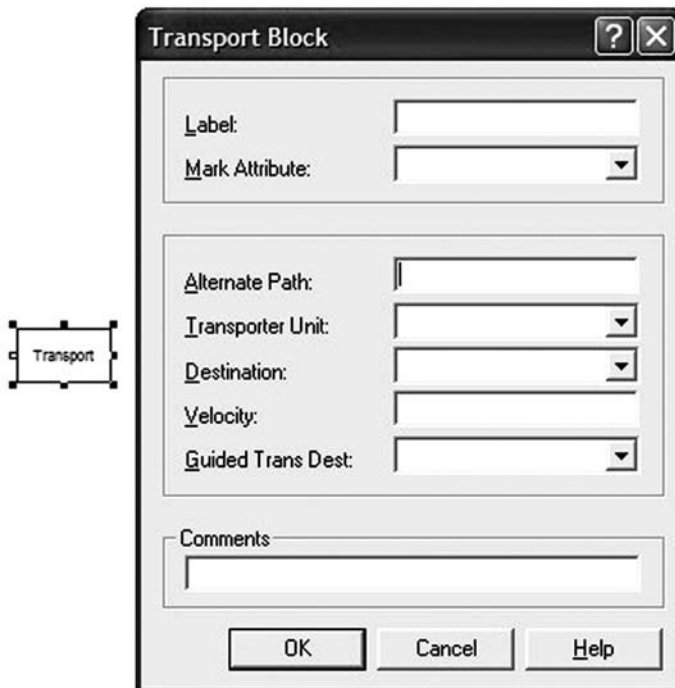 Transport Block
Label:
Mark Attribute:
Alternate Path:
Transporter Unit:
Transport
Destination:
Velocity:
Guided Trans Dest:
Comments
OK Cancel Help